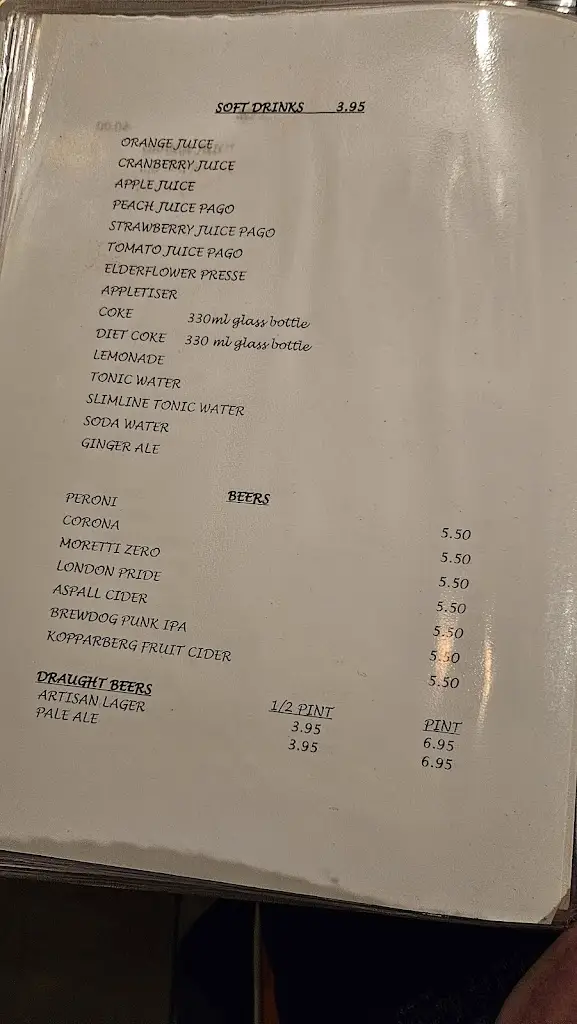 SOFT DRINKS 3.95
ORANGE JUICE
CRANBERRY JUICE
APPLE JUICE
PEACH JUICE PAGO
STRAWBERRY JUICE PAGO
TOMATO JUICE PAGO
ELDERFLOWER PRESSE
APPLETISER
COKE 330ml glass bottle
DIET COKE 330 ml glass bottle
LEMONADE
TONIC WATER
SLIMLINE TONIC WATER
SODA WATER
GINGER ALE
BEERS
PERONI 5.50
CORONA 5.50
MORETTI ZERO 5.50
LONDON PRIDE 5.50
ASPALL CIDER 5.50
BREWDOG PUNK IPA 5.50
KOPPARBERG FRUIT CIDER 5.50
DRAUGHT BEERS 1/2 PINT PINT
ARTISAN LAGER 3.95 6.95
PALE ALE 3.95 6.95